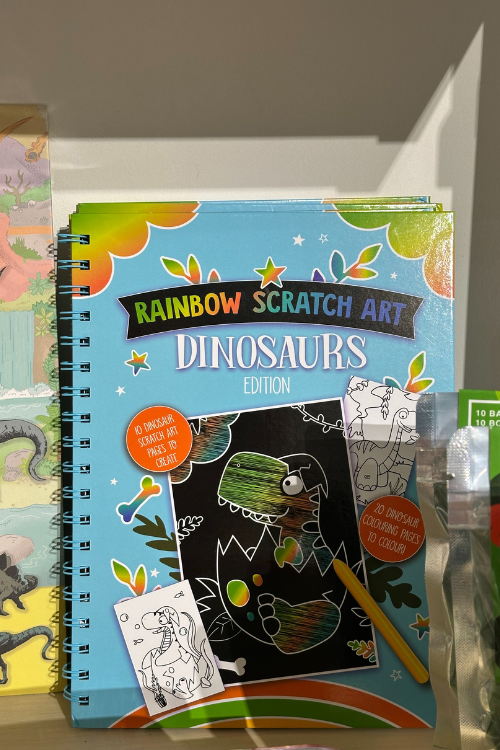 RAINBOW SCRATCH ART
DINOSAURS
EDITION
10 DINOSAUR
SCRATCH ART
PAGES TO
CREATE
20 DINOSAUR
COLOURING PAGES
TO COLOUR!
10 BA
10 BO